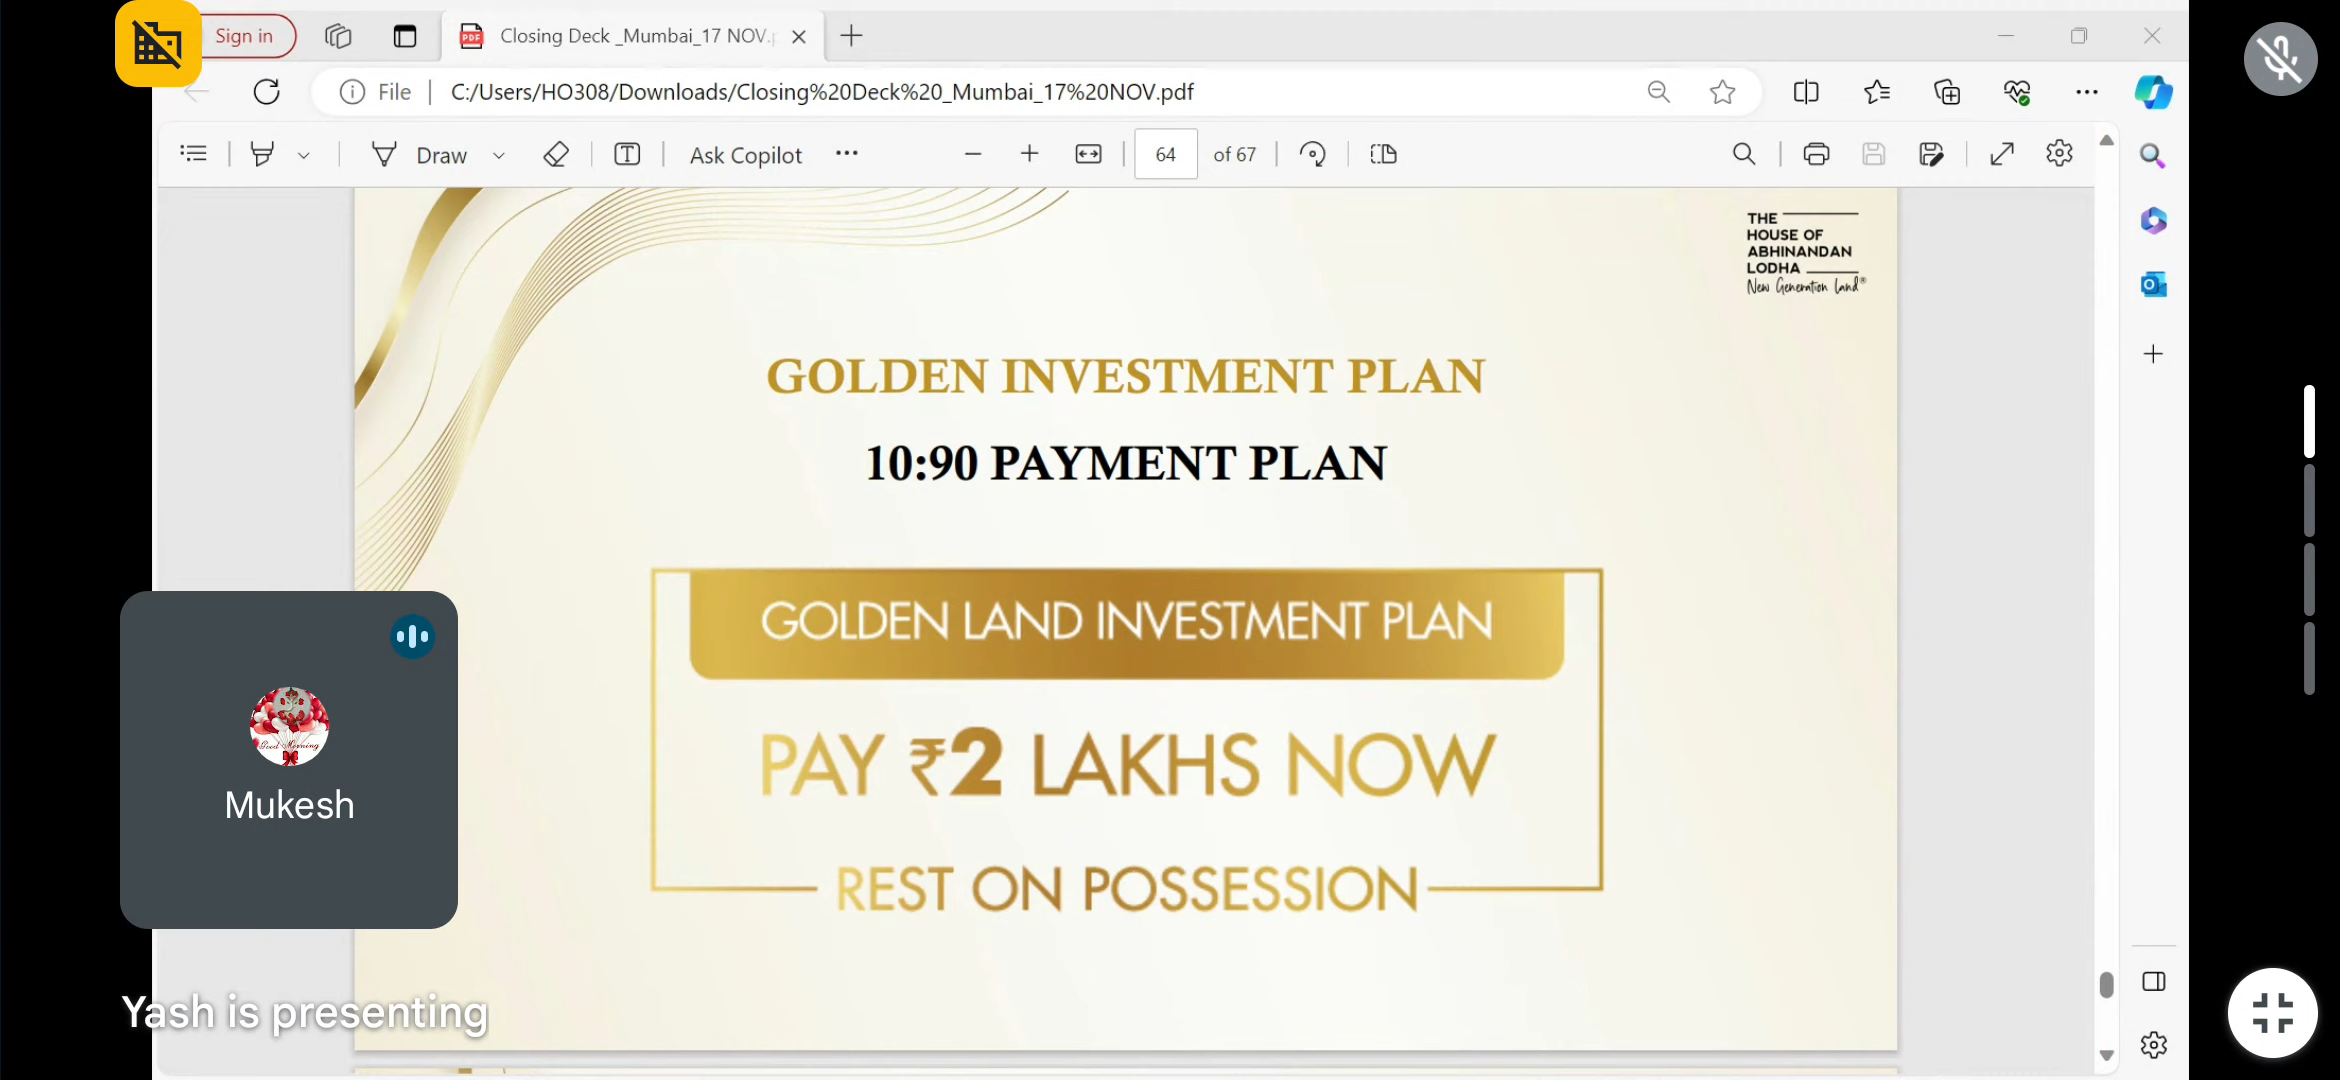 Sign in
Closing Deck _Mumbai_17 NOV.p
File
C:/Users/HO308/Downloads/Closing%20Deck%20_Mumbai_17%20NOV.pdf
Draw
Ask Copilot
64
of 67
THE
HOUSE OF
ABHINANDAN
LODHA
New Generation Land®
GOLDEN INVESTMENT PLAN
10:90 PAYMENT PLAN
GOLDEN LAND INVESTMENT PLAN
PAY ₹2 LAKHS NOW
REST ON POSSESSION
Good Morning
Mukesh
Yash is presenting